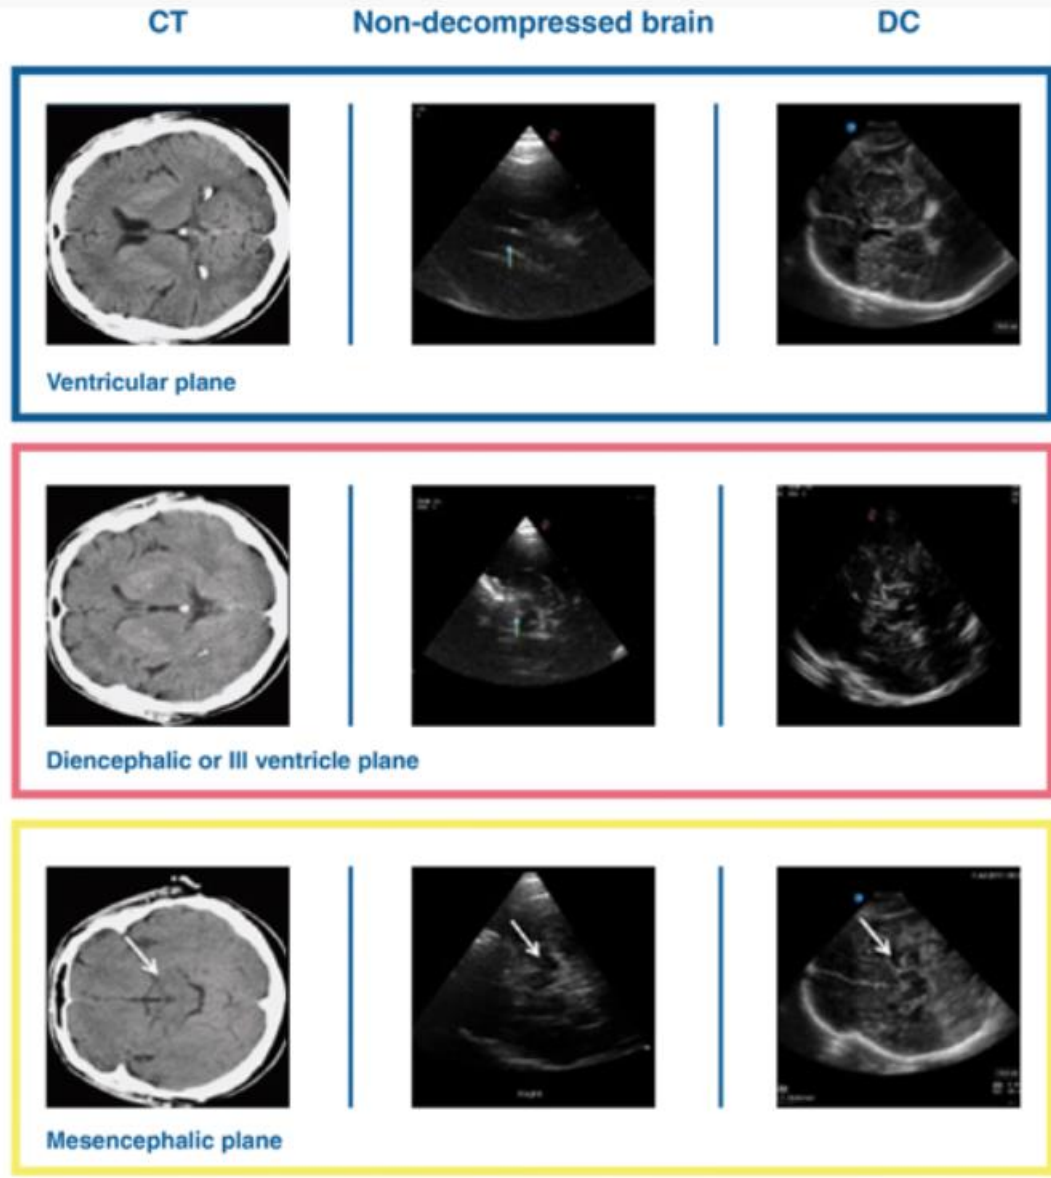 CT
Non-decompressed brain
DC
Ventricular plane
Diencephalic or III ventricle plane
Mesencephalic plane